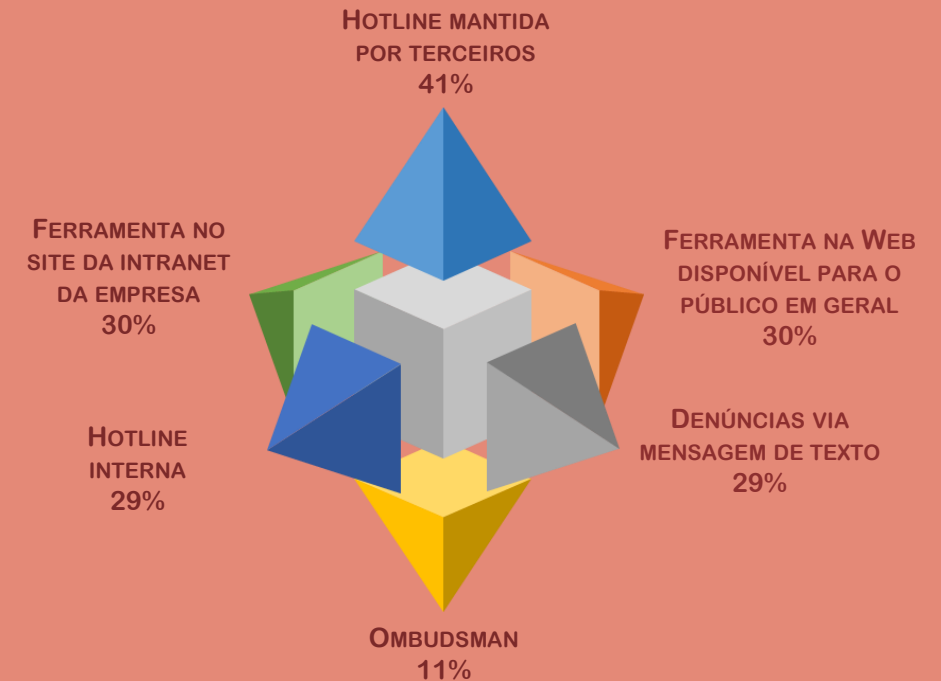 Hotline mantida
por terceiros
41%
Ferramenta no
site da intranet
da empresa
30%
Ferramenta na Web
disponível para o
público em geral
30%
Hotline
interna
29%
Denúncias via
mensagem de texto
29%
Ombudsman
11%